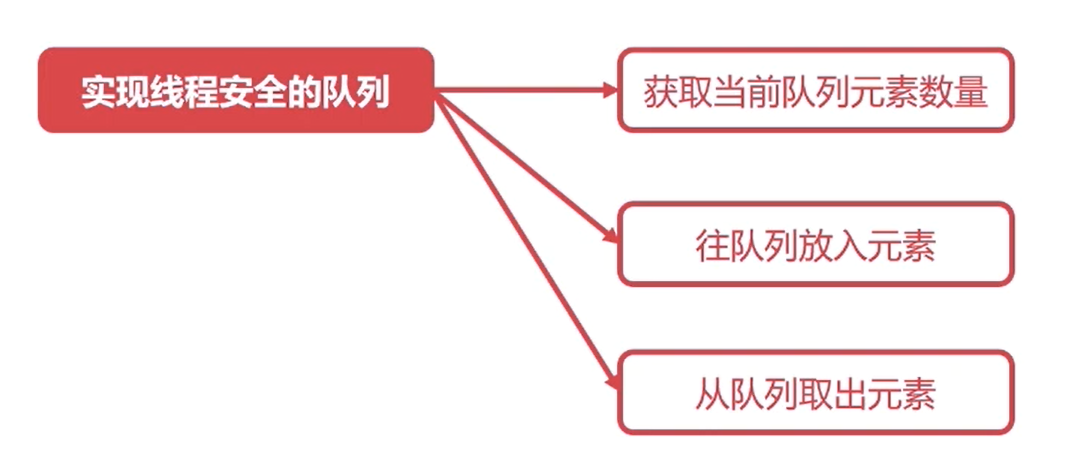 实现线程安全的队列
获取当前队列元素数量
往队列放入元素
从队列取出元素